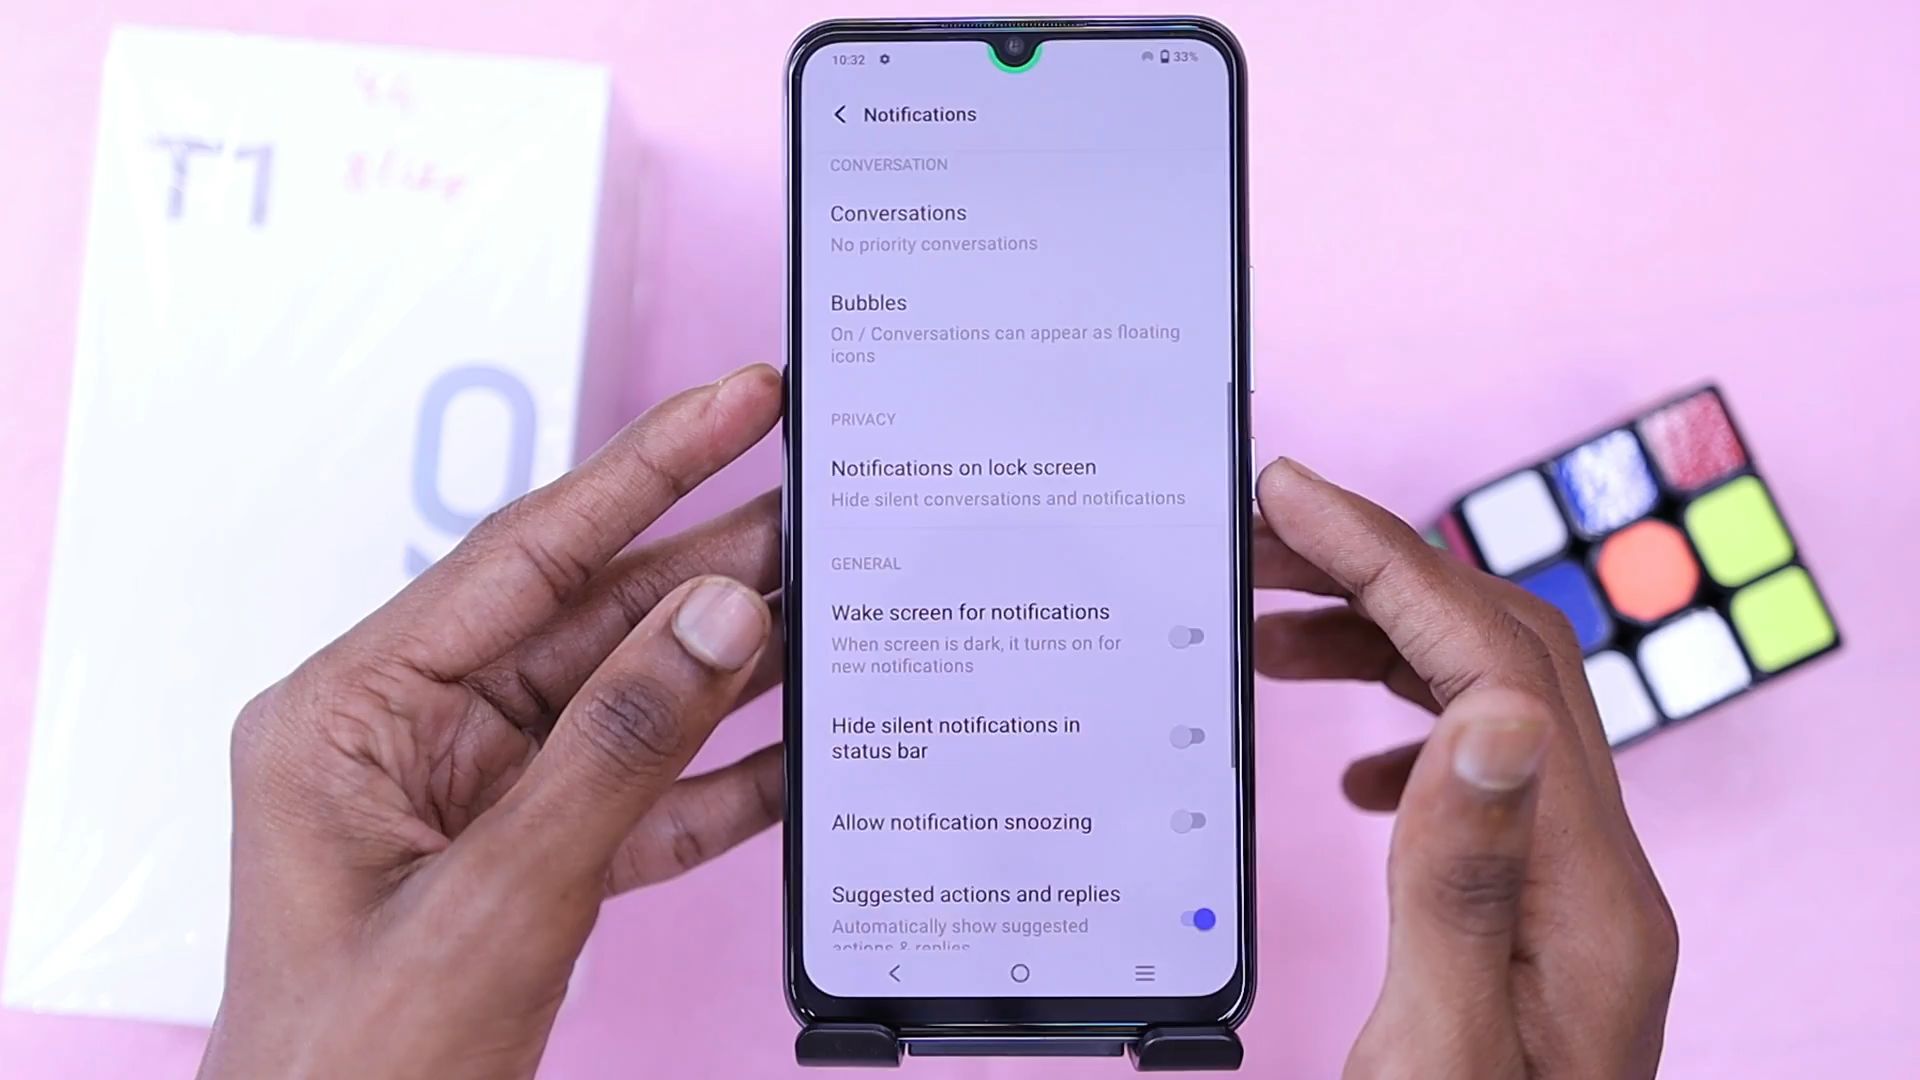 T1
9
10:32
33%
Notifications
CONVERSATION
Conversations
No priority conversations
Bubbles
On / Conversations can appear as floating
icons
PRIVACY
Notifications on lock screen
Hide silent conversations and notifications
GENERAL
Wake screen for notifications
When screen is dark, it turns on for
new notifications
Hide silent notifications in
status bar
Allow notification snoozing
Suggested actions and replies
Automatically show suggested
actions & replies